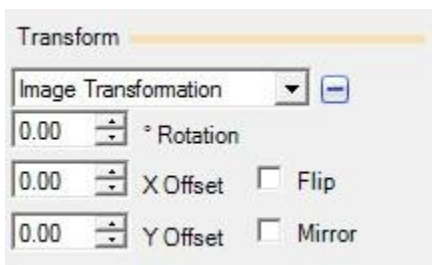 Transform
Image Transformation
0.00 ° Rotation
0.00 X Offset Flip
0.00 Y Offset Mirror